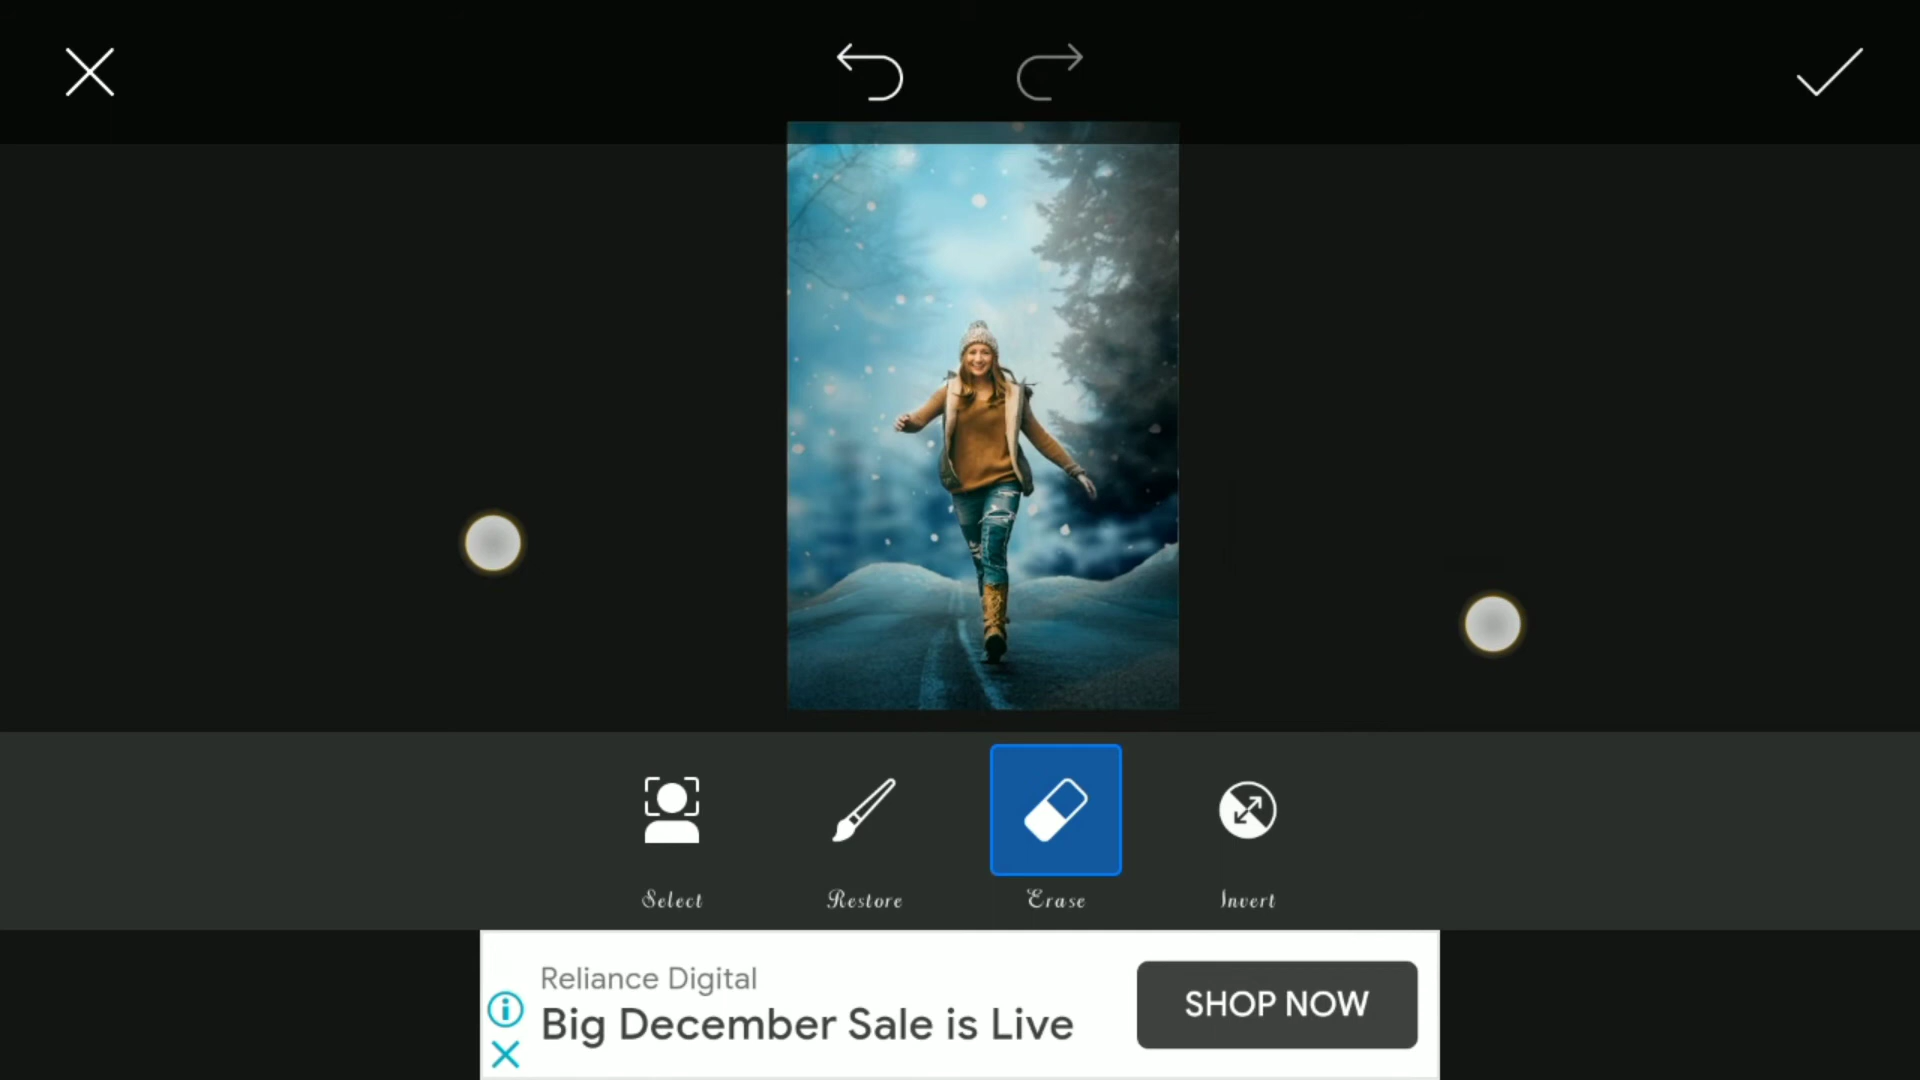 Select
Restore
Erase
Invert
Reliance Digital
Big December Sale is Live
SHOP NOW